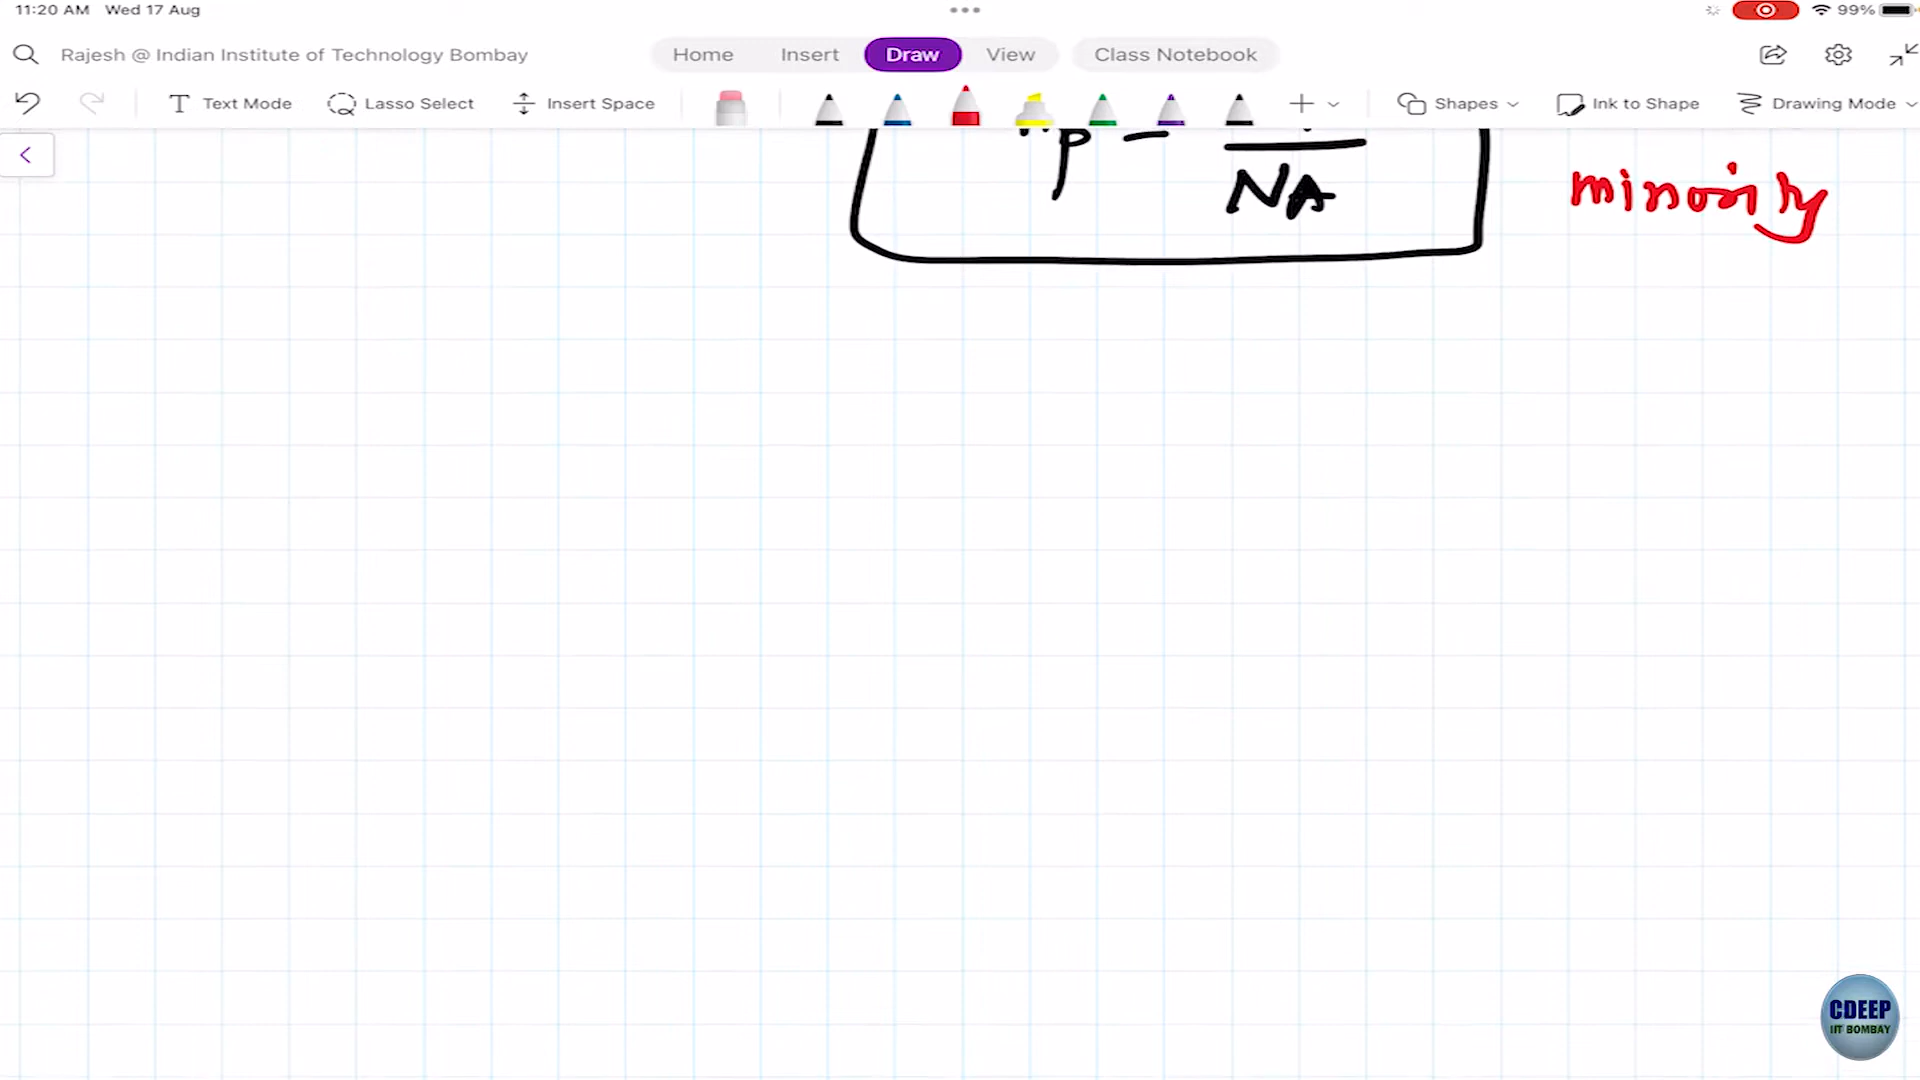 11:20 AM Wed 17 Aug
99%
Rajesh @ Indian Institute of Technology Bombay
Home Insert Draw View Class Notebook
Text Mode Lasso Select Insert Space Shapes Ink to Shape Drawing Mode
p =
NA
minority
CDEEP
IIT BOMBAY